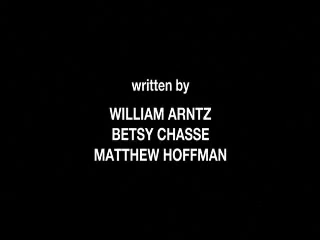 written by
WILLIAM ARNTZ
BETSY CHASSE
MATTHEW HOFFMAN